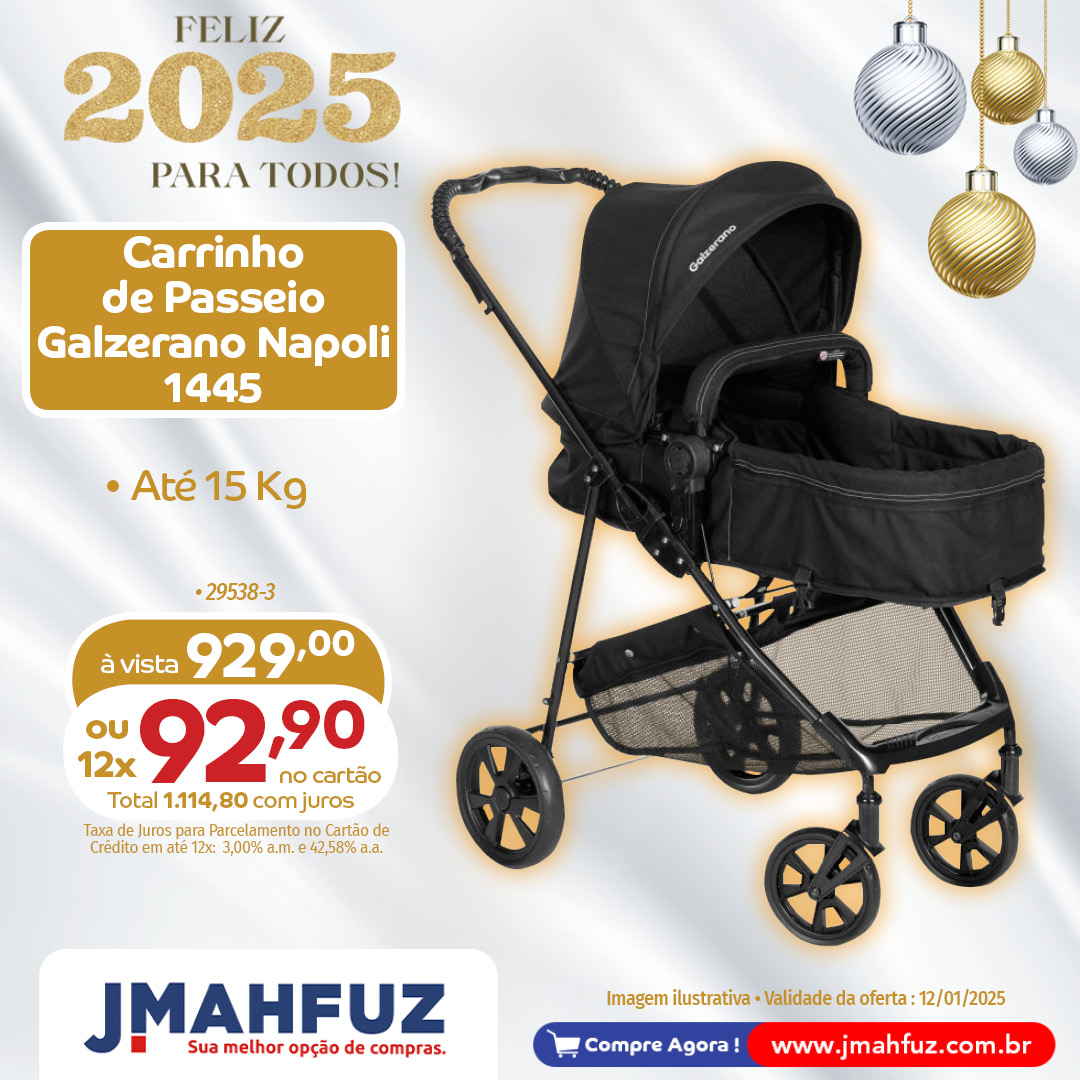 FELIZ
2025
PARA TODOS!
Carrinho
de Passeio
Galzerano Napoli
1445
Galzerano
• Até 15 Kg
• 29538-3
à vista 929,00
ou
12x 92,90
no cartão
Total 1.114,80 com juros
Taxa de Juros para Parcelamento no Cartão de
Crédito em até 12x: 3,00% a.m. e 42,58% a.a.
JMAHFUZ
Sua melhor opção de compras.
Imagem ilustrativa • Validade da oferta : 12/01/2025
Compre Agora ! www.jmahfuz.com.br